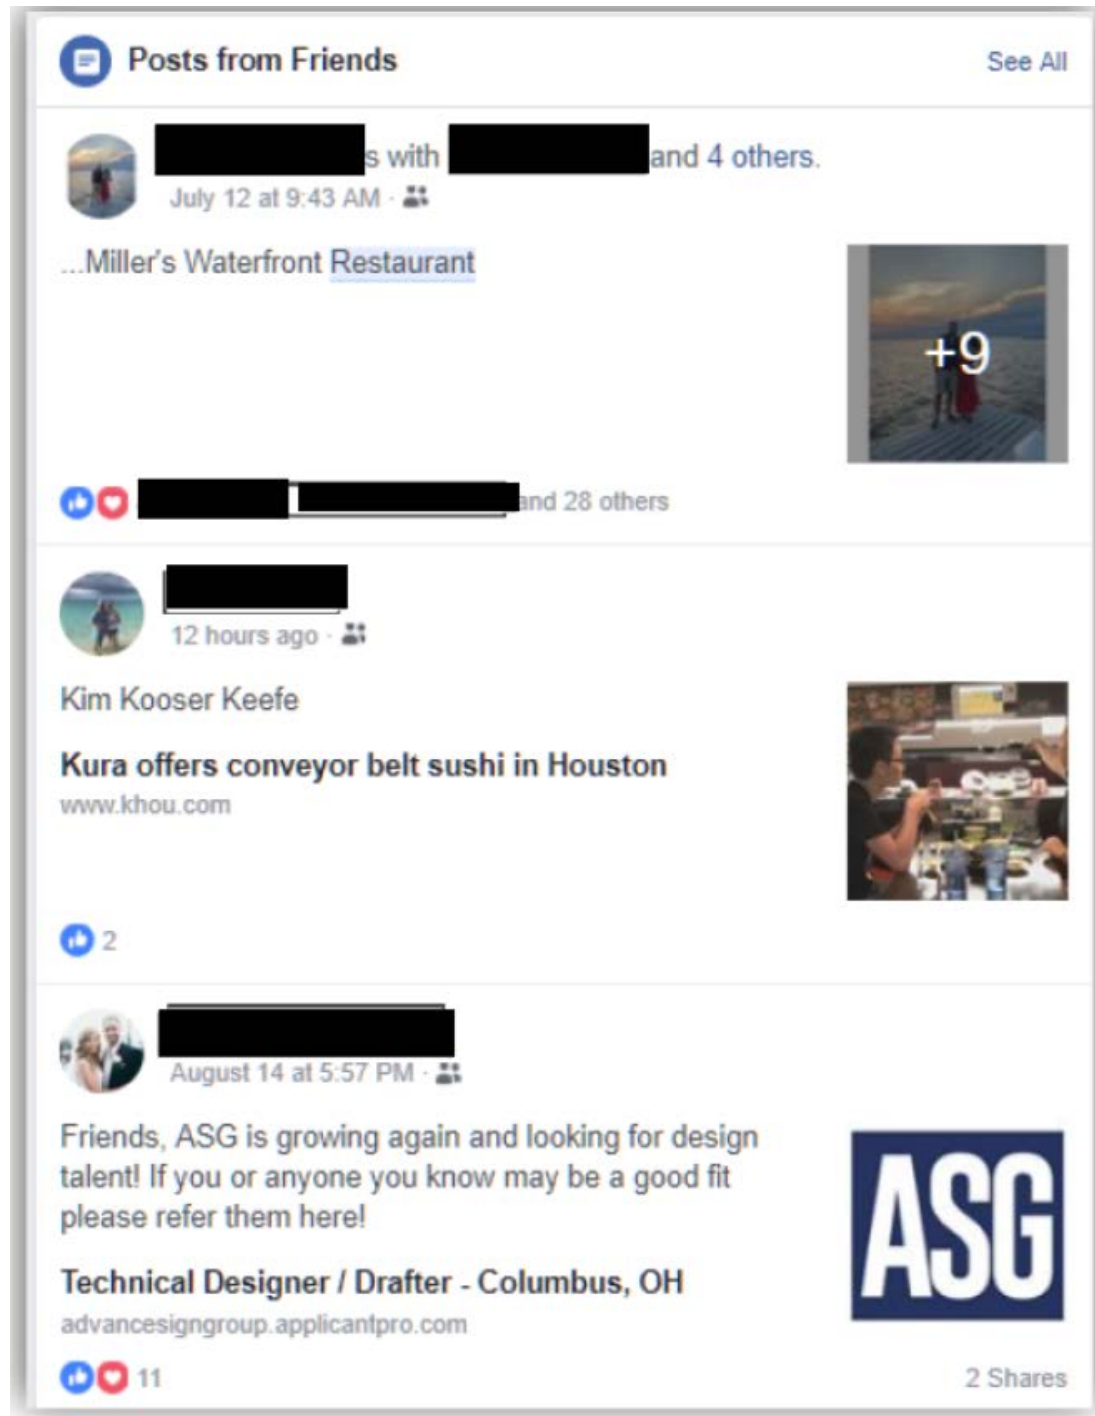 Posts from Friends
See All
s with and 4 others.
July 12 at 9:43 AM ·
...Miller's Waterfront Restaurant
+9
and 28 others
12 hours ago ·
Kim Kooser Keefe
Kura offers conveyor belt sushi in Houston
www.khou.com
2
August 14 at 5:57 PM ·
Friends, ASG is growing again and looking for design
talent! If you or anyone you know may be a good fit
please refer them here!
ASG
Technical Designer / Drafter - Columbus, OH
advancesigngroup.applicantpro.com
11
2 Shares